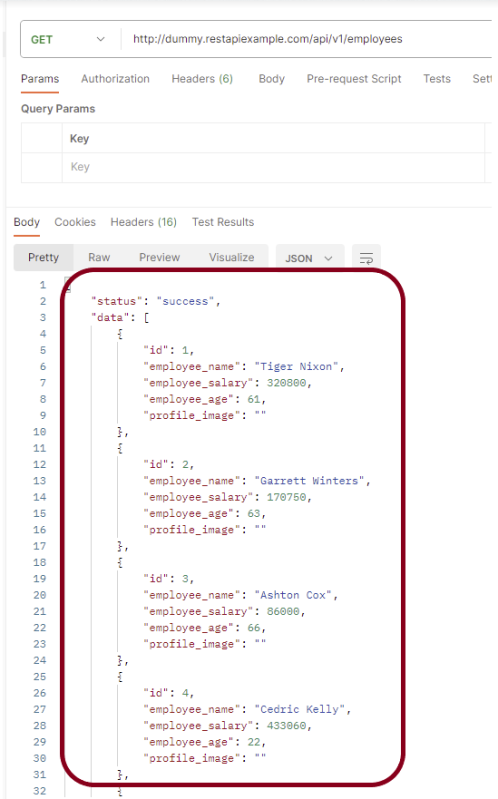 GET http://dummy.restapiexample.com/api/v1/employees
Params Authorization Headers (6) Body Pre-request Script Tests Sett
Query Params
Key
Key
Body Cookies Headers (16) Test Results
Pretty Raw Preview Visualize JSON
1
2 "status": "success",
3 "data": [
4 {
5 "id": 1,
6 "employee_name": "Tiger Nixon",
7 "employee_salary": 320800,
8 "employee_age": 61,
9 "profile_image": ""
10 },
11 {
12 "id": 2,
13 "employee_name": "Garrett Winters",
14 "employee_salary": 170750,
15 "employee_age": 63,
16 "profile_image": ""
17 },
18 {
19 "id": 3,
20 "employee_name": "Ashton Cox",
21 "employee_salary": 86000,
22 "employee_age": 66,
23 "profile_image": ""
24 },
25 {
26 "id": 4,
27 "employee_name": "Cedric Kelly",
28 "employee_salary": 433060,
29 "employee_age": 22,
30 "profile_image": ""
31 },
32 {